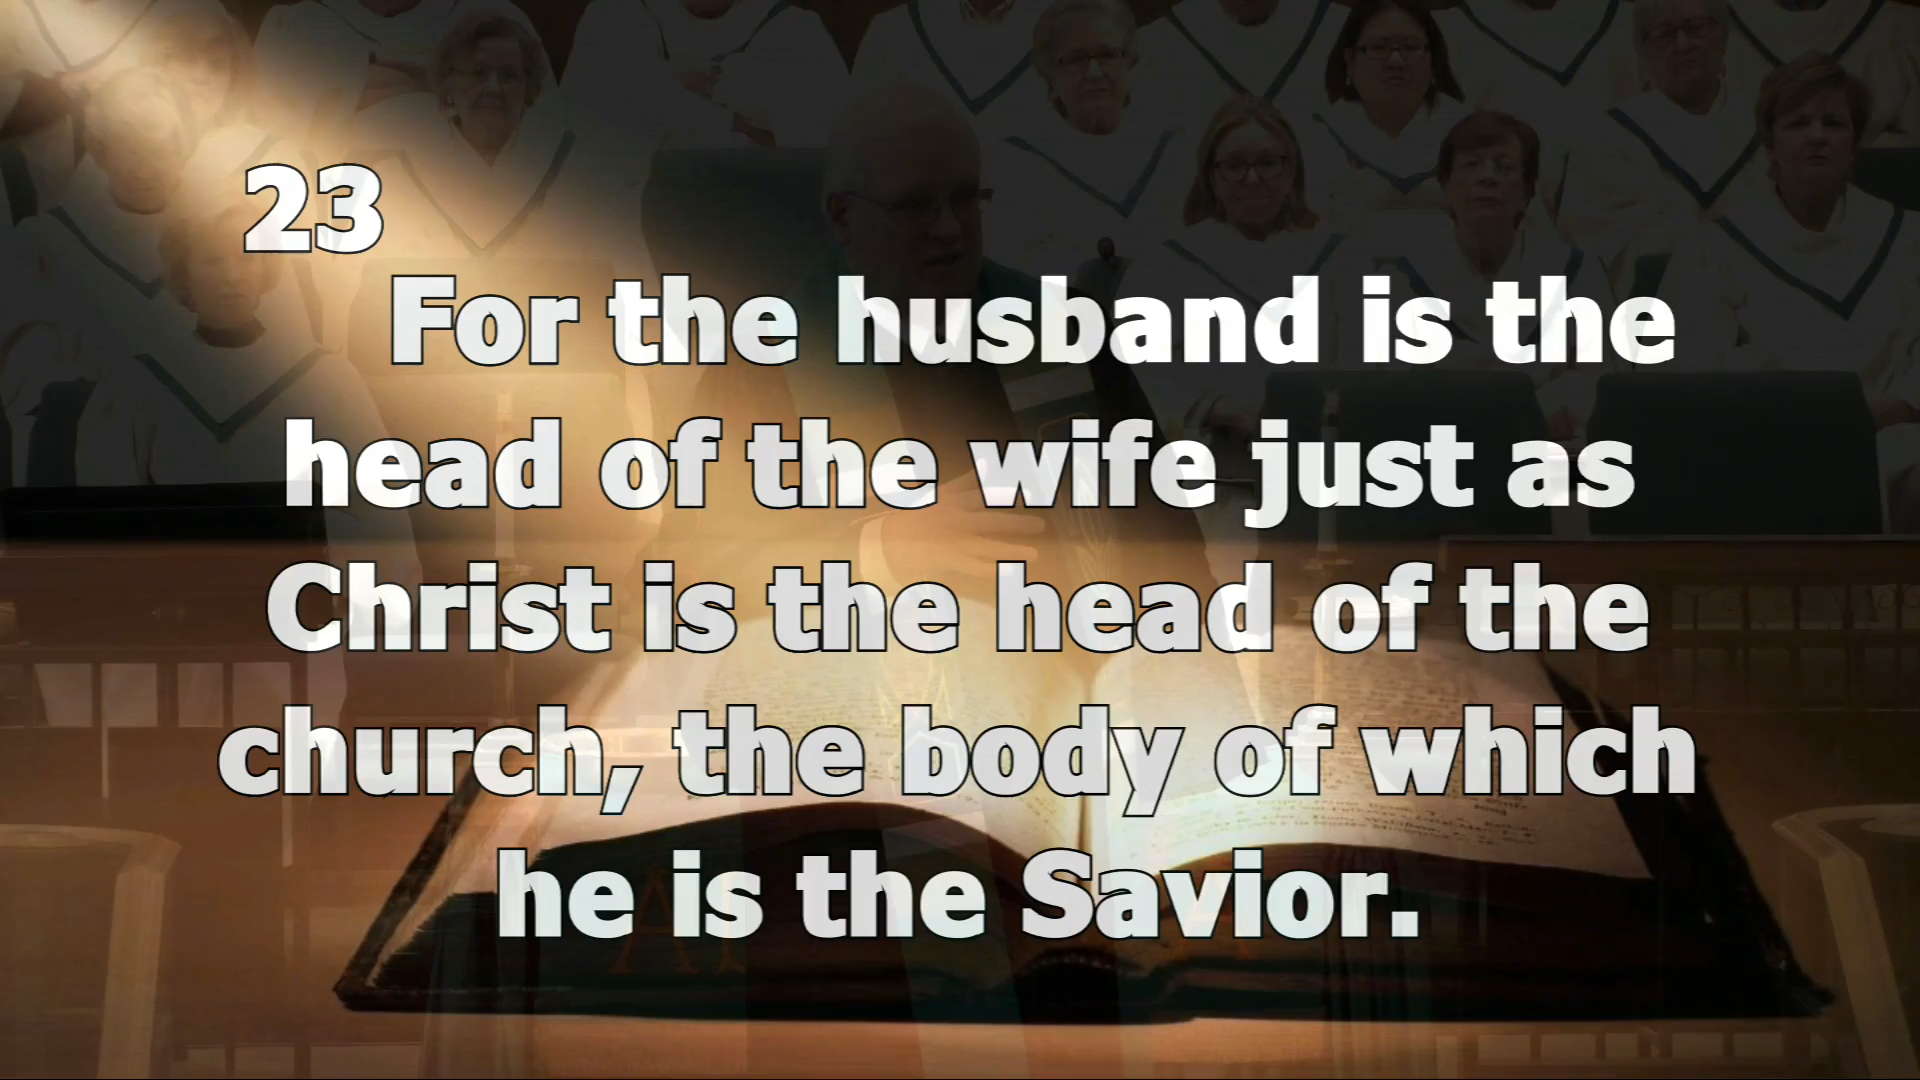 23
For the husband is the
head of the wife just as
Christ is the head of the
church, the body of which
he is the Savior.